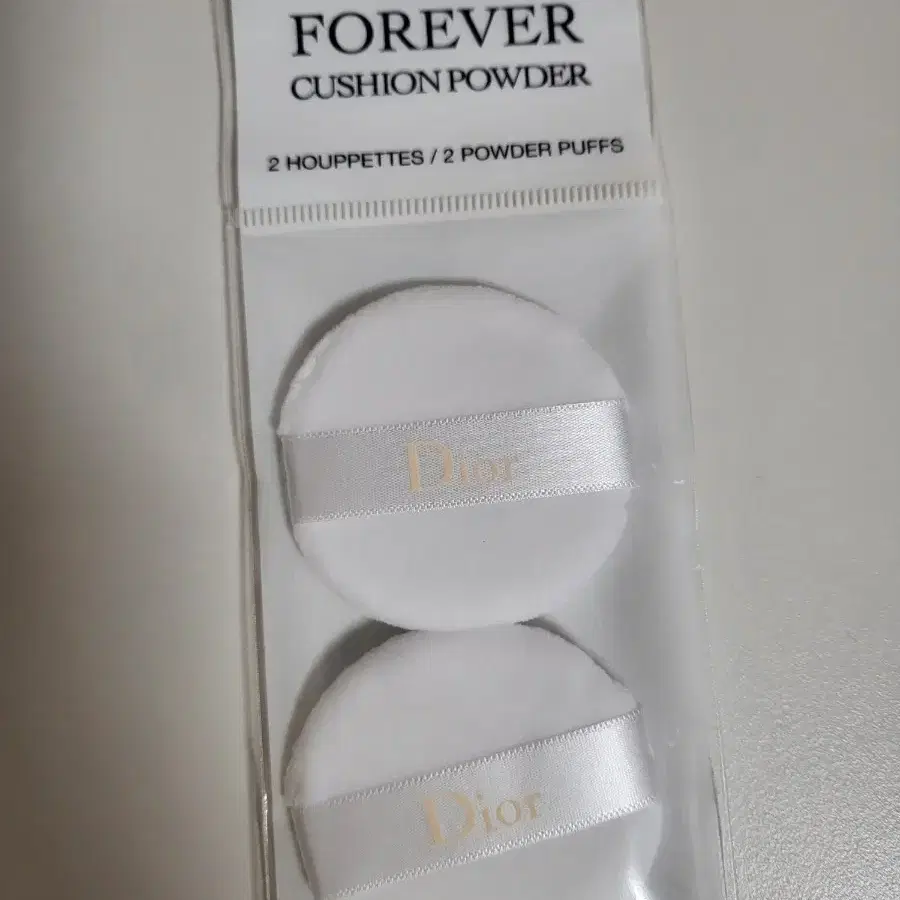 FOREVER
CUSHION POWDER
2 HOUPPETTES / 2 POWDER PUFFS
Dior
Dior